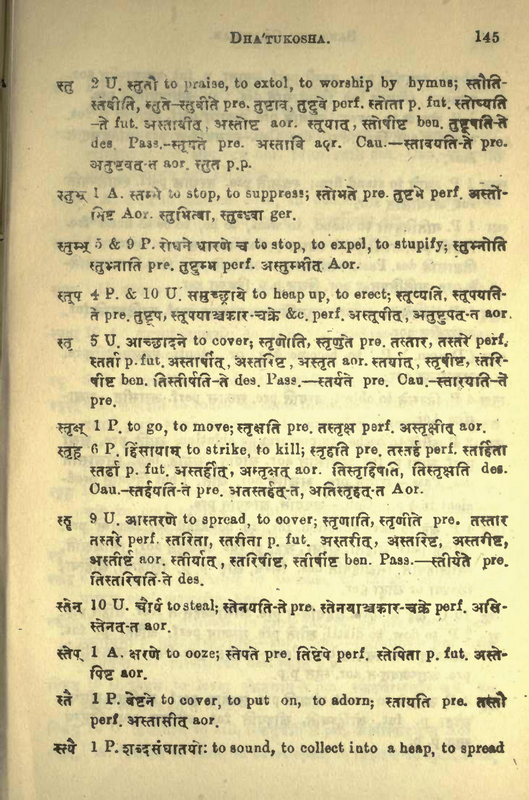 DHA'TUKOSHA. 145
स्तु 2 U. स्तुतौ to praise, to extol, to worship by hymns; स्तौति-
स्तवीति, स्तुते-स्तुवीते pre. तुष्टाव, तुष्टुवे perf. स्तोता p. fut. स्तोष्यति
-ते fut. अस्तावीत्, अस्तोष्ट aor. स्तूयात्, स्तोषीष्ट ben. तुष्टूषति-ते
des. Pass.-स्तूयते pre. अस्तावि aor. Cau.—स्तावयति-ते pre.
अतुष्टवत्-त aor. स्तुत p.p.
स्तुभ् 1 A. स्तम्भे to stop, to suppress; स्तोभते pre. तुष्टुभे perf. अस्तो-
भिष्ट Aor. स्तुभित्वा, स्तुब्ध्वा ger.
स्तुम्भ् 5 & 9 P. रोधने धारणे च to stop, to expel, to stupify; स्तुभ्नोति
स्तुभ्नाति pre. तुष्टुम्भ perf. अस्तुम्भीत् Aor.
स्तूप 4 P. & 10 U. समुच्छ्राये to heap up, to erect; स्तूप्यति, स्तूपयति-
ते pre. तुष्टूप, स्तूपयाञ्चकार-चक्रे &c. perf. अस्तूपीत्, अतुष्टुपत्-त aor.
स्तृ 5 U. आच्छादने to cover; स्तृणोति, स्तृणुते pre. तस्तार, तस्तरे perf.
स्तर्ता p. fut. अस्तार्षीत्, अस्तरिष्ट, अस्तृत aor. स्तर्यात्, स्तृषीष्ट, स्तरि-
षीष्ट ben. तिस्तीर्षति-ते des. Pass.—स्तर्यते pre. Cau.—स्तारयति-ते
pre.
स्तृक्ष् 1 P. to go, to move; स्तृक्षति pre. तस्तृक्ष perf. अस्तृक्षीत् aor.
स्तृह् 6 P. हिंसायाम् to strike, to kill; स्तृहति pre. तस्तर्ह perf. स्तर्हिता
स्तर्ढा p. fut. अस्तर्हीत्, अस्तृक्षत् aor. तिस्तृहिषति, तिस्तृक्षति des.
Cau.-स्तर्हयति-ते pre. अतस्तर्हत्-त, अतिस्तृहत्-त Aor.
स्तॄ 9 U. आस्तरणे to spread, to cover; स्तृणाति, स्तृणीते pre. तस्तार
तस्तरे perf. स्तरिता, स्तरीता p. fut. अस्तरीत्, अस्तरिष्ट, अस्तरीष्ट,
अस्तीर्ष्ट aor. स्तीर्यात्, स्तरिषीष्ट, स्तीर्षीष्ट ben. Pass.—स्तीर्यते pre.
तिस्तरिषति-ते des.
स्तेन् 10 U. चौर्ये to steal; स्तेनयति-ते pre. स्तेनयाञ्चकार-चक्रे perf. अति-
स्तेनत्-त aor.
स्तेप् 1 A. क्षरणे to ooze; स्तेपते pre. तिष्टेपे perf. स्तेपिता p. fut. अस्ते-
पिष्ट aor.
स्तै 1 P. वेष्टने to cover, to put on, to adorn; स्तायति pre. तस्तौ
perf. अस्तासीत् aor.
स्त्यै 1 P. शब्दसंघातयोः to sound, to collect into a heap, to spread